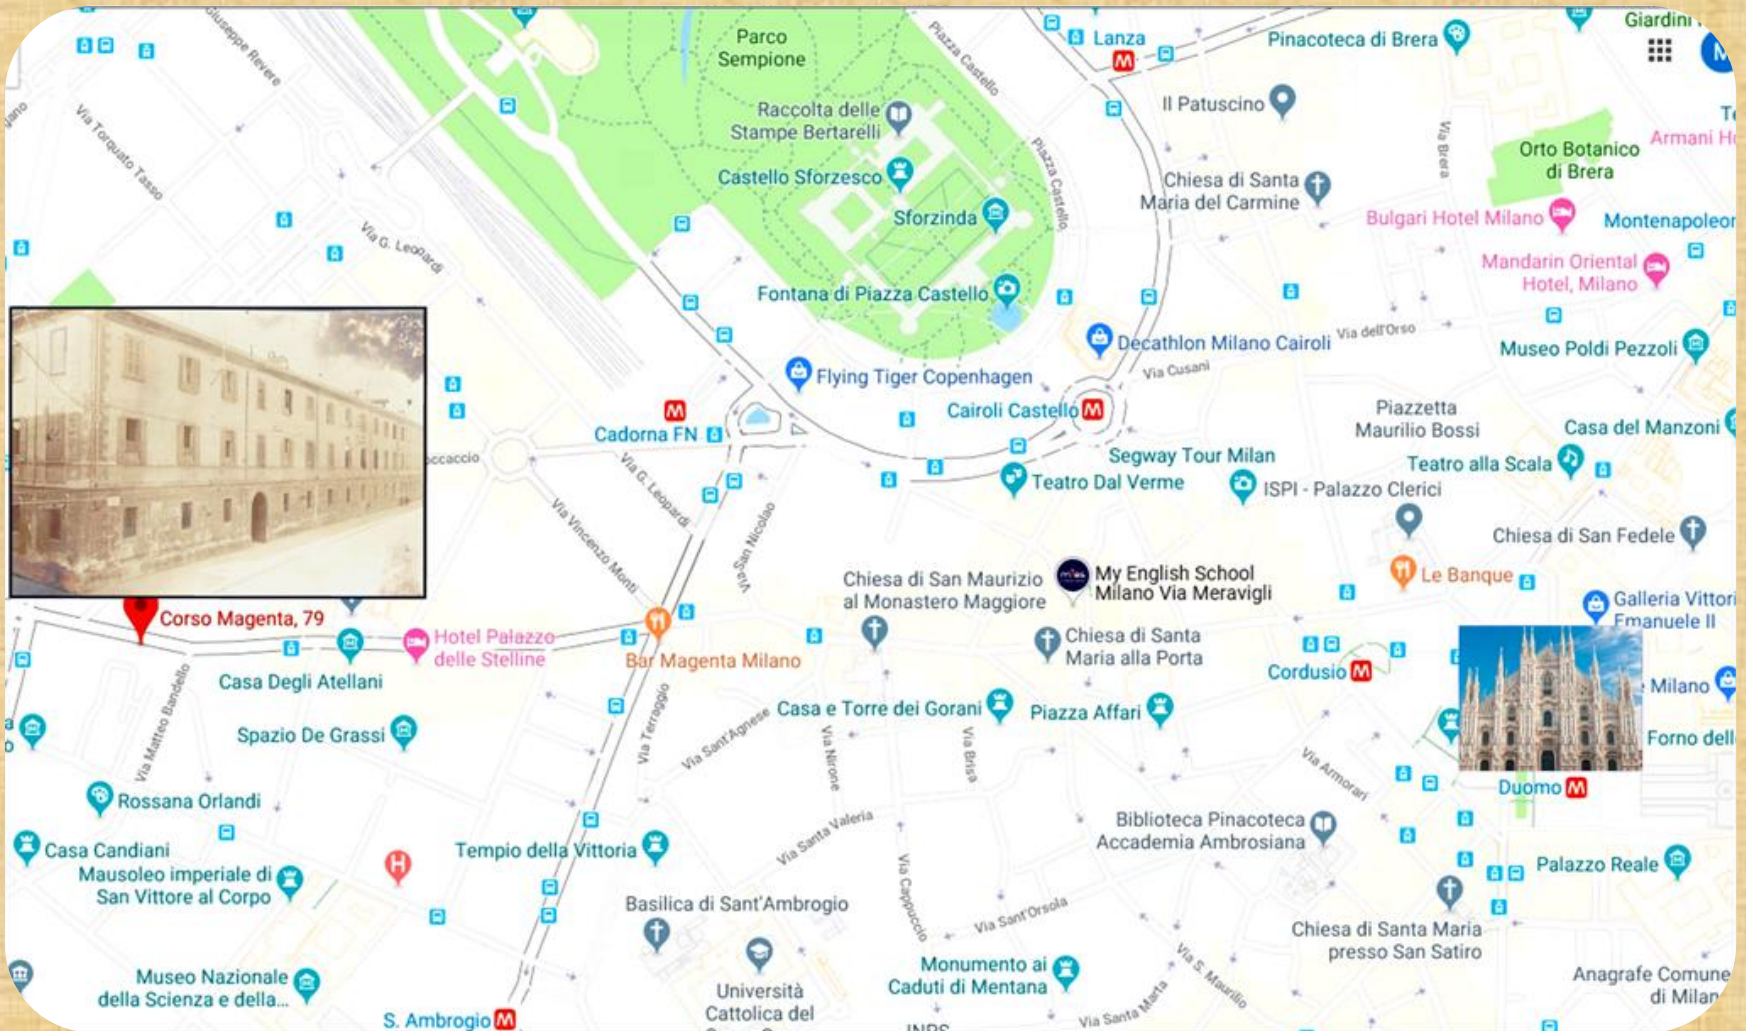 Giuseppe Revere
Via Torquato Tasso
Via G. Leopardi
Parco
Sempione
Raccolta delle
Stampe Bertarelli
Castello Sforzesco
Sforzinda
Fontana di Piazza Castello
Piazza Castello
Piazza Castello
Lanza
Pinacoteca di Brera
Giardini
Il Patuscino
Via Brera
Orto Botanico
di Brera
Armani
Chiesa di Santa
Maria del Carmine
Bulgari Hotel Milano
Mandarin Oriental
Hotel, Milano
Decathlon Milano Cairoli
Via dell'Orso
Museo Poldi Pezzoli
Via Cusani
Flying Tiger Copenhagen
Cairoli Castello
Cadorna FN
Piazzetta
Maurilio Bossi
Casa del Manzoni
Teatro alla Scala
Segway Tour Milan
Teatro Dal Verme
ISPI - Palazzo Clerici
Chiesa di San Fedele
Via G. Leopardi
Via Vincenzo Monti
Via San Nicolao
Chiesa di San Maurizio
al Monastero Maggiore
My English School
Milano Via Meravigli
Le Banque
Galleria
Emanuele II
Corso Magenta, 79
Hotel Palazzo
delle Stelline
Bar Magenta Milano
Chiesa di Santa
Maria alla Porta
Cordusio
Milano
Casa Degli Atellani
Casa e Torre dei Gorani
Piazza Affari
Spazio De Grassi
Via Matteo Bandello
Via Terraggio
Via Sant'Agnese
Via Nirone
Via Brisa
Via Armorari
Forno
Duomo
Rossana Orlandi
Casa Candiani
Mausoleo imperiale di
San Vittore al Corpo
H
Tempio della Vittoria
Via Santa Valeria
Biblioteca Pinacoteca
Accademia Ambrosiana
Palazzo Reale
Basilica di Sant'Ambrogio
Via Cappuccio
Via Sant'Orsola
Chiesa di Santa Maria
presso San Satiro
Museo Nazionale
della Scienza e della...
Università
Cattolica del
Monumento ai
Caduti di Mentana
Via S. Maurilio
Via Santa Marta
Anagrafe Comune
di Milan
S. Ambrogio
INPS